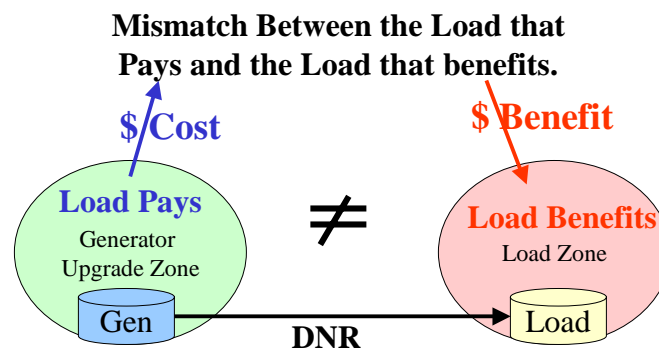 Mismatch Between the Load that
Pays and the Load that benefits.
$ Cost
$ Benefit
Load Pays
Generator
Upgrade Zone
≠
Load Benefits
Load Zone
Gen
DNR
Load